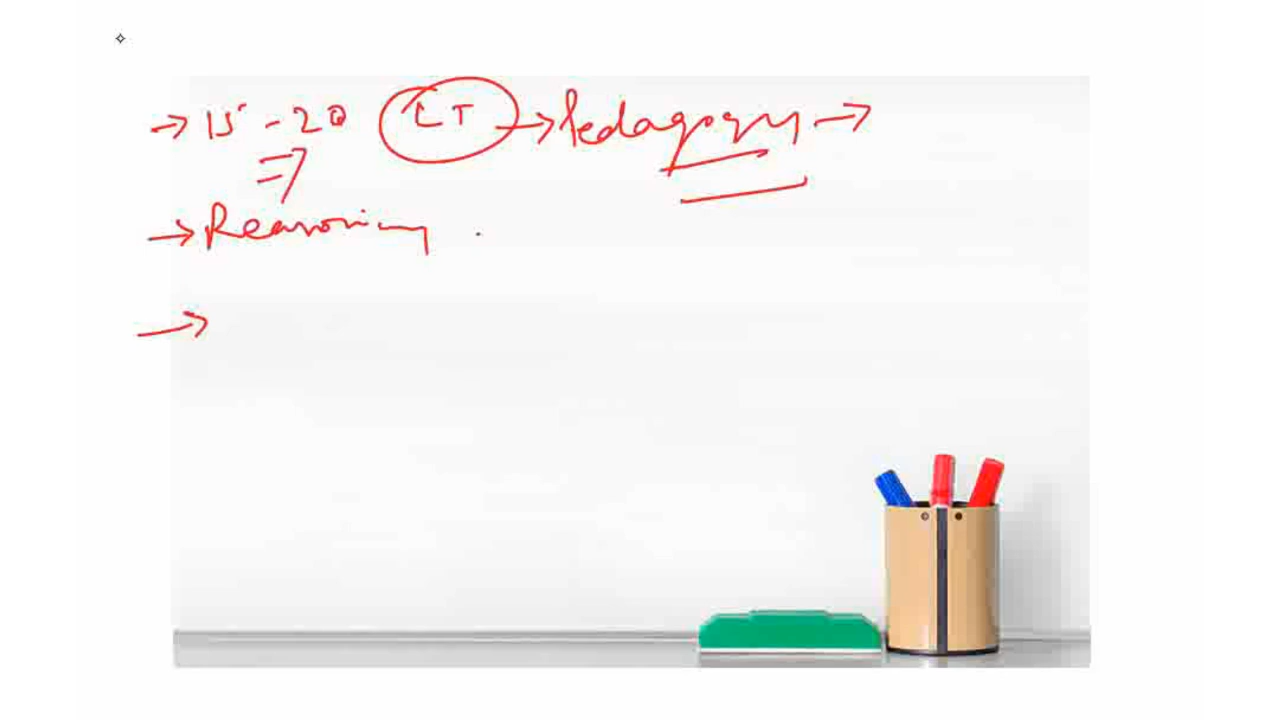 → 15 - 20 LT → Pedagogy →
⇒
→ Reasoning .
→